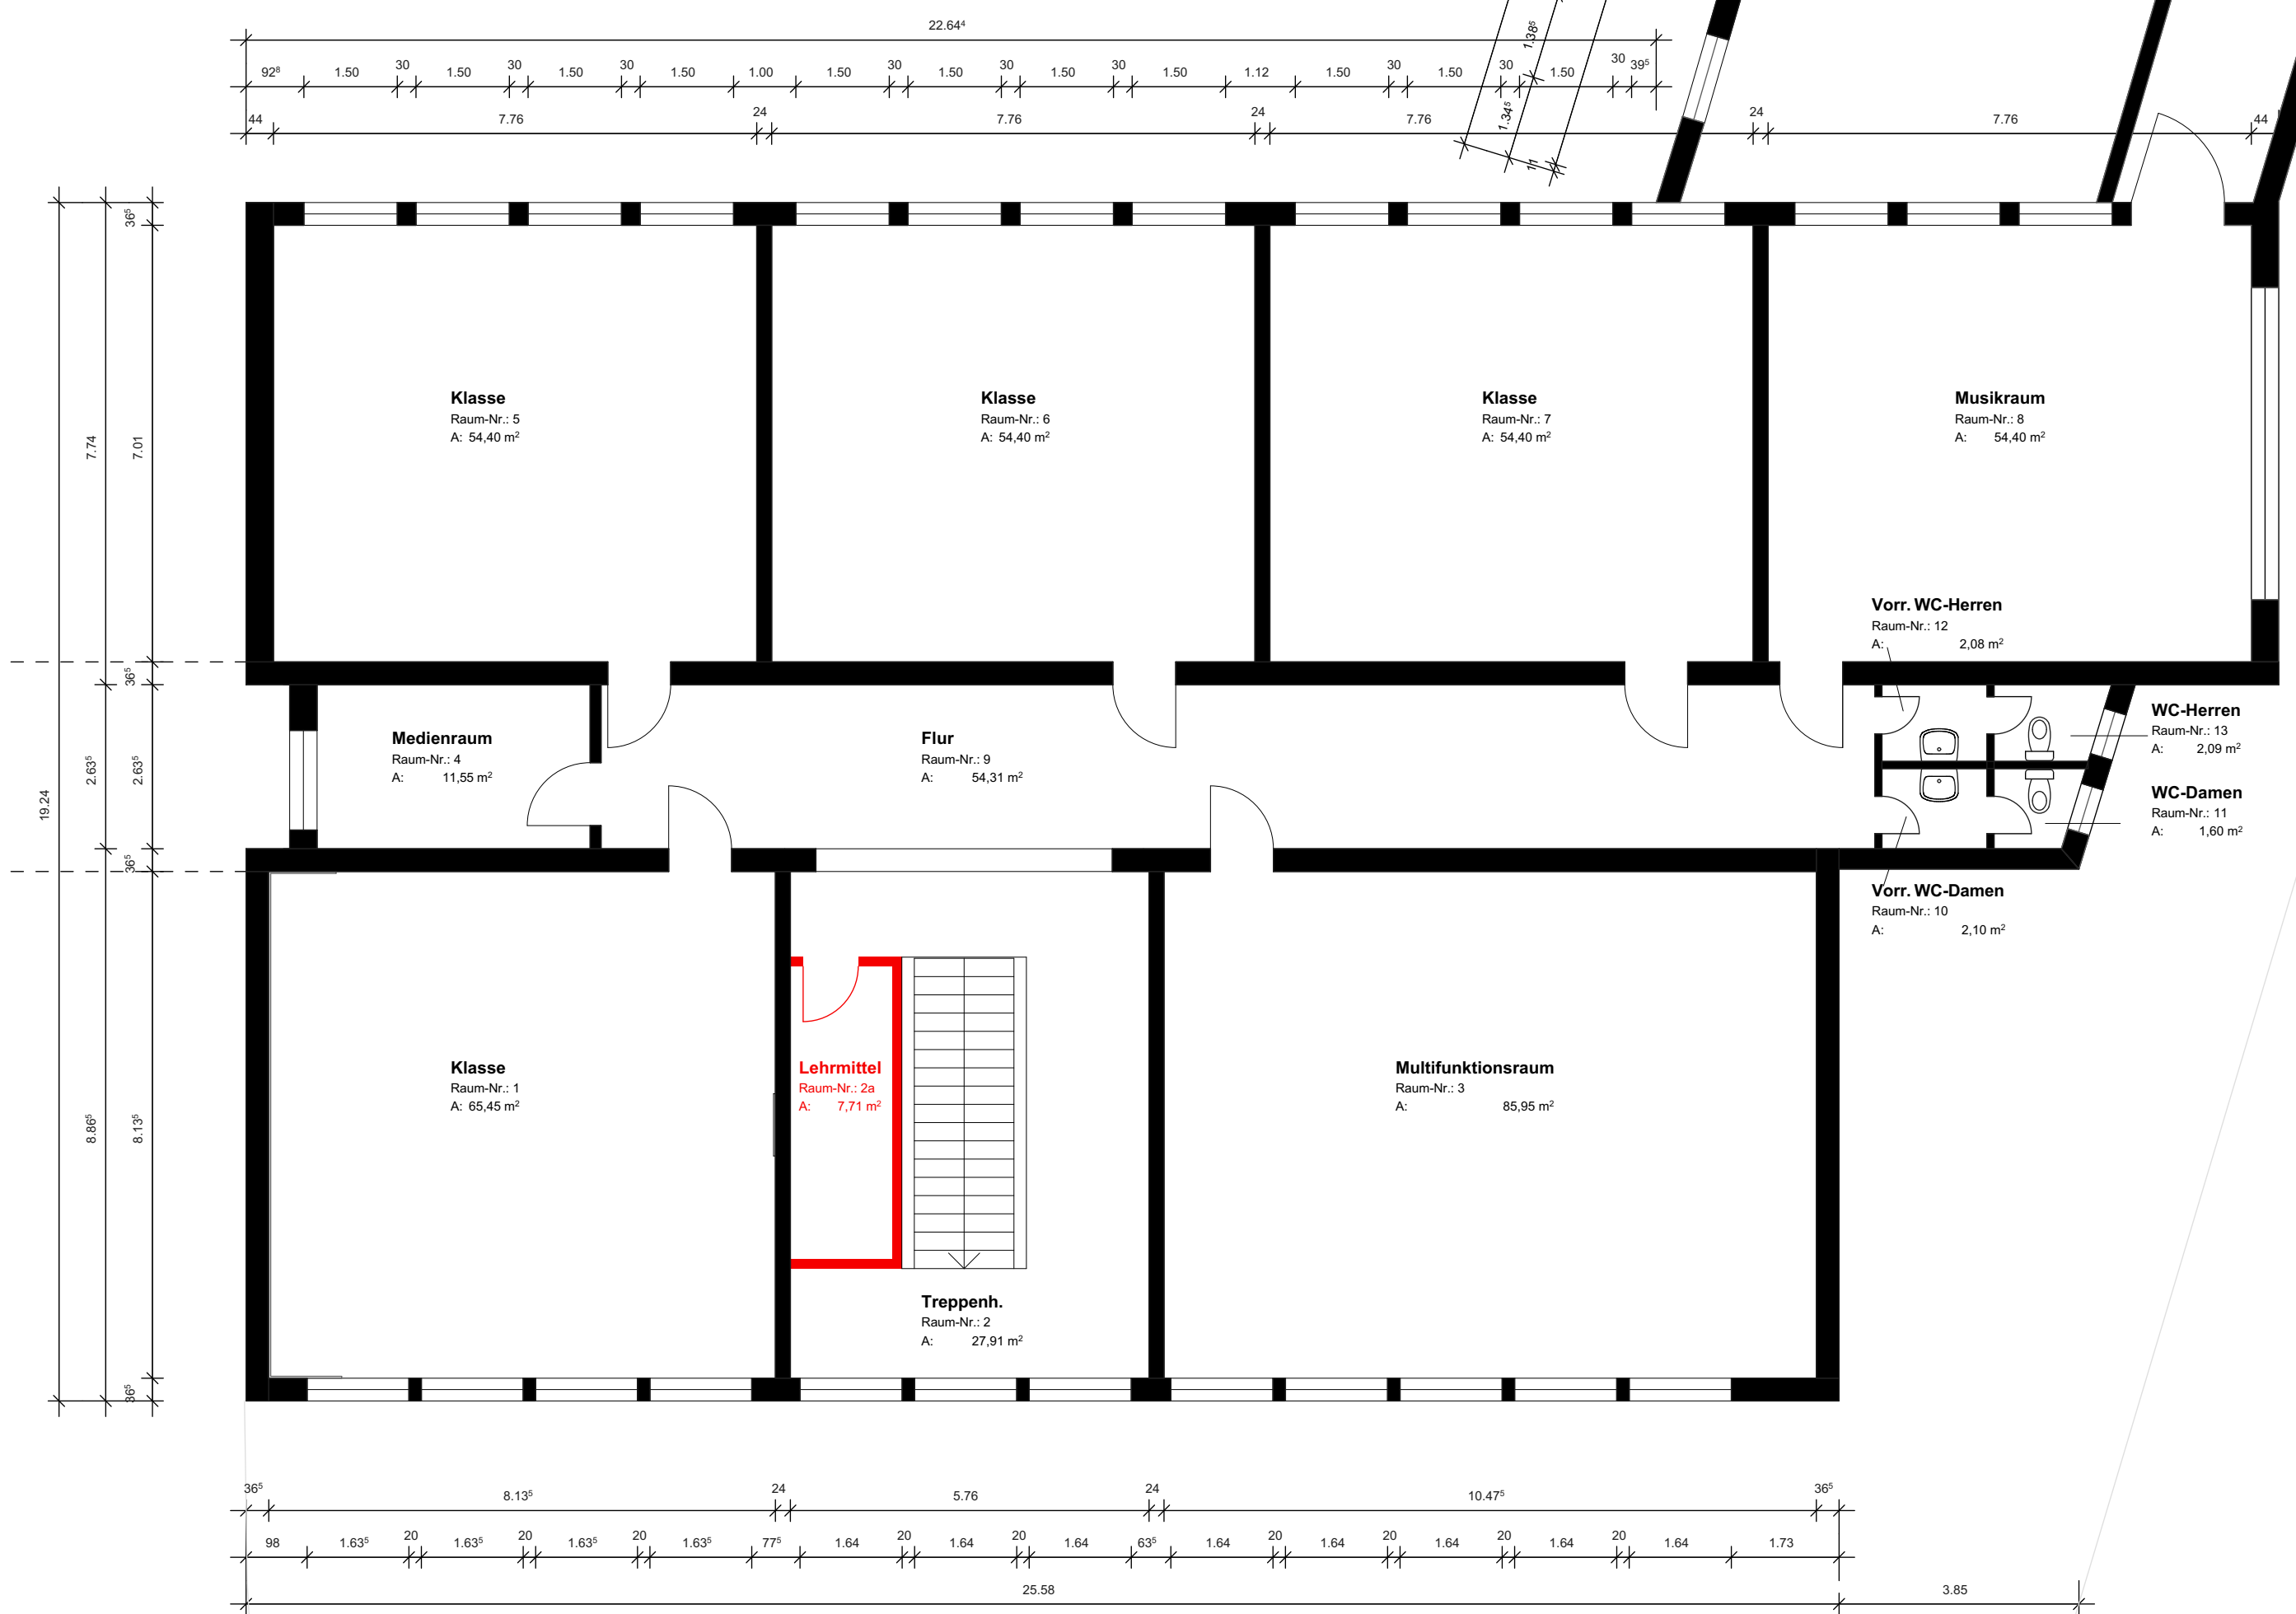 22.64⁴
92⁸ 1.50 30 1.50 30 1.50 30 1.50 1.00 1.50 30 1.50 30 1.50 30 1.50 1.12 1.50 30 1.50 30 1.50 30 39⁵
44 7.76 24 7.76 24 7.76 24 7.76 44
1.38⁵
1.34⁵
11
36⁵
7.01
7.74
36⁵
2.63⁵
2.63⁵
19.24
36⁵
8.86⁵
8.13⁵
36⁵
Klasse
Raum-Nr.: 5
A: 54,40 m²
Klasse
Raum-Nr.: 6
A: 54,40 m²
Klasse
Raum-Nr.: 7
A: 54,40 m²
Musikraum
Raum-Nr.: 8
A: 54,40 m²
Vorr. WC-Herren
Raum-Nr.: 12
A: 2,08 m²
Medienraum
Raum-Nr.: 4
A: 11,55 m²
Flur
Raum-Nr.: 9
A: 54,31 m²
WC-Herren
Raum-Nr.: 13
A: 2,09 m²
WC-Damen
Raum-Nr.: 11
A: 1,60 m²
Vorr. WC-Damen
Raum-Nr.: 10
A: 2,10 m²
Klasse
Raum-Nr.: 1
A: 65,45 m²
Lehrmittel
Raum-Nr.: 2a
A: 7,71 m²
Multifunktionsraum
Raum-Nr.: 3
A: 85,95 m²
Treppenh.
Raum-Nr.: 2
A: 27,91 m²
36⁵ 8.13⁵ 24 5.76 24 10.47⁵ 36⁵
98 1.63⁵ 20 1.63⁵ 20 1.63⁵ 20 1.63⁵ 77⁵ 1.64 20 1.64 20 1.64 63⁵ 1.64 20 1.64 20 1.64 20 1.64 20 1.64 1.73
25.58 3.85